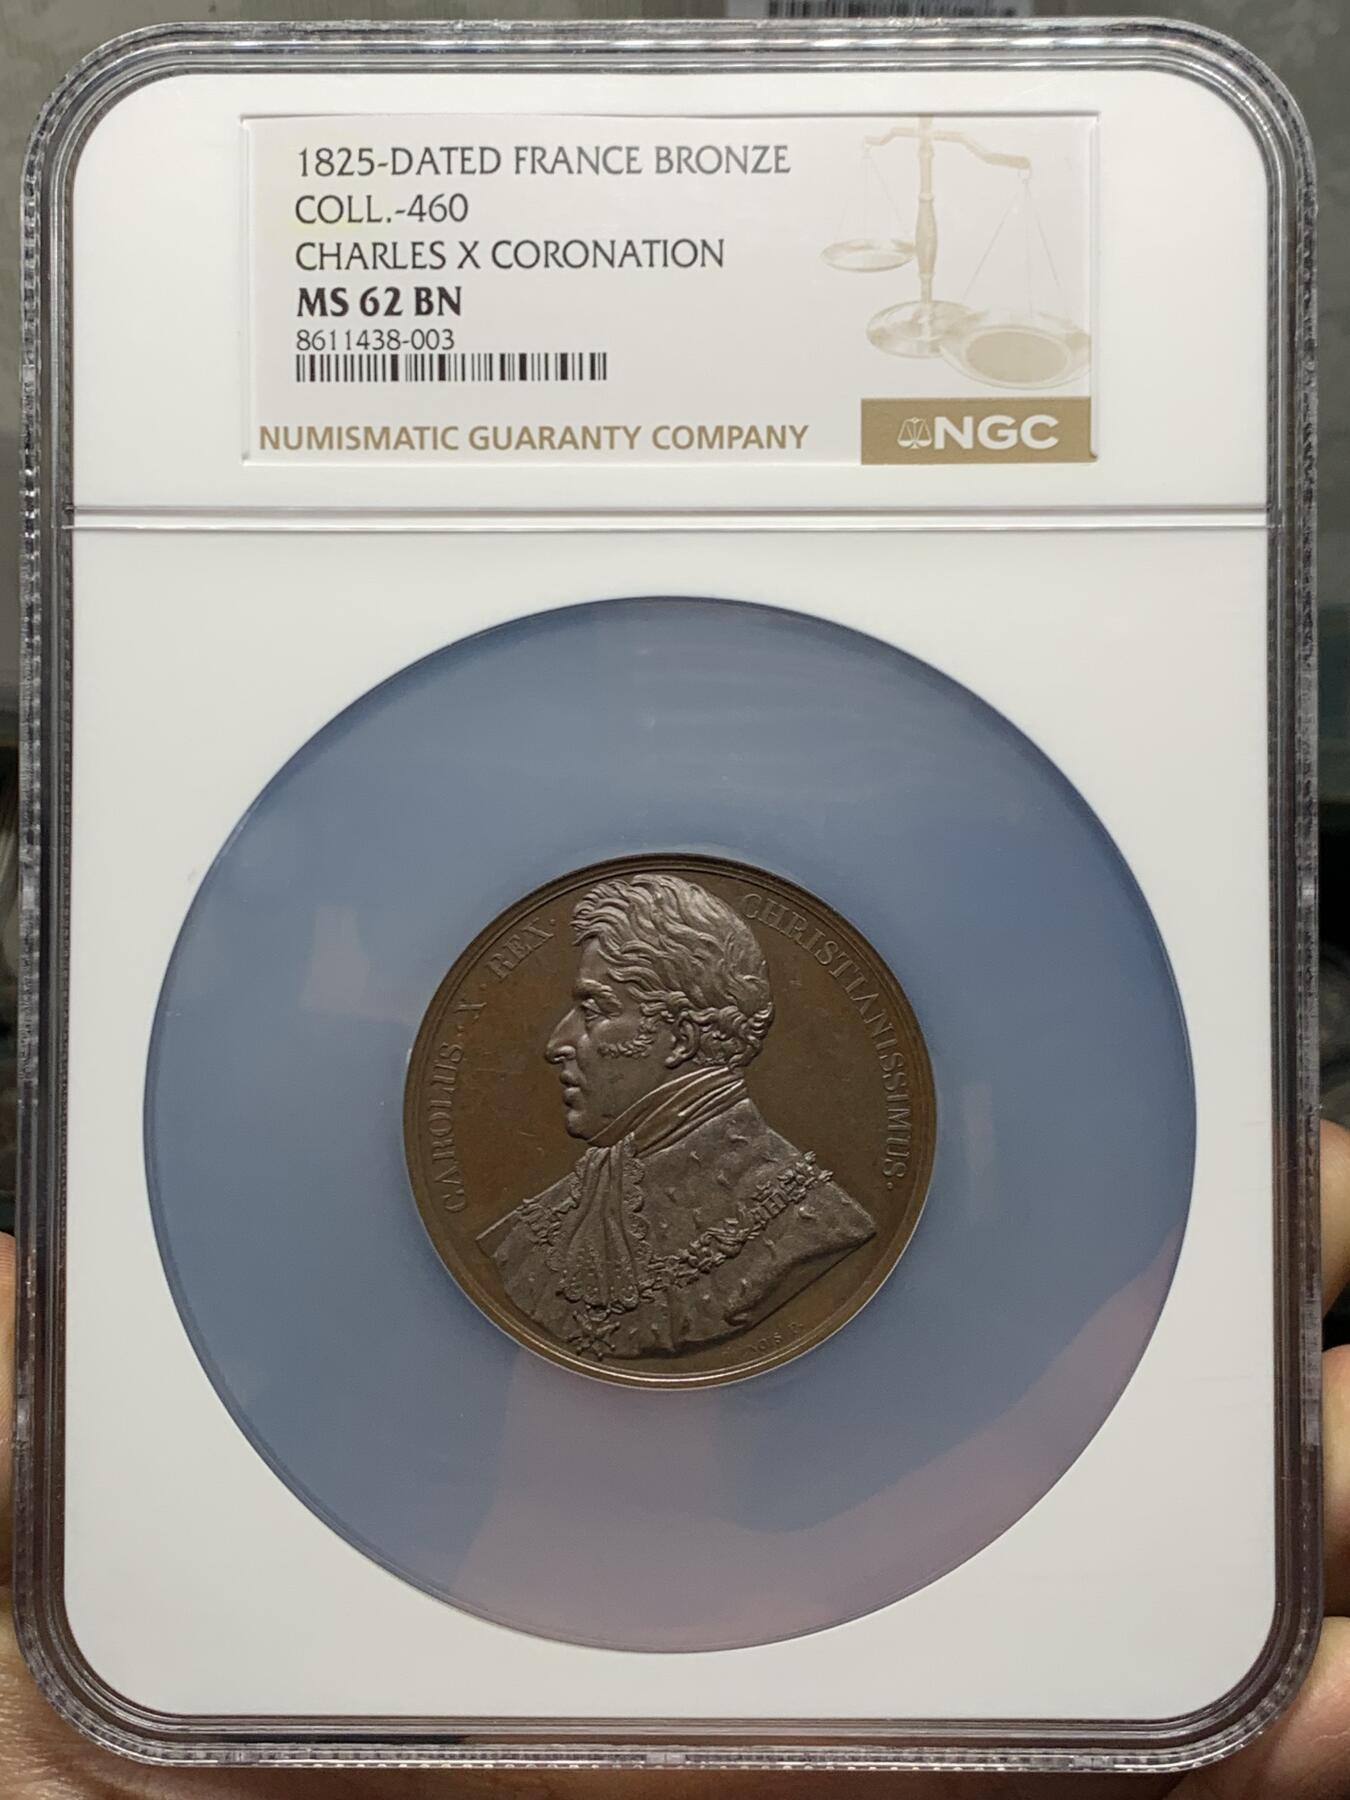 1825-DATED FRANCE BRONZE
COLL.-460
CHARLES X CORONATION
MS 62 BN
8611438-003
NUMISMATIC GUARANTY COMPANY
NGC
CAROLUS · X · REX · CHRISTIANISSIMUS.